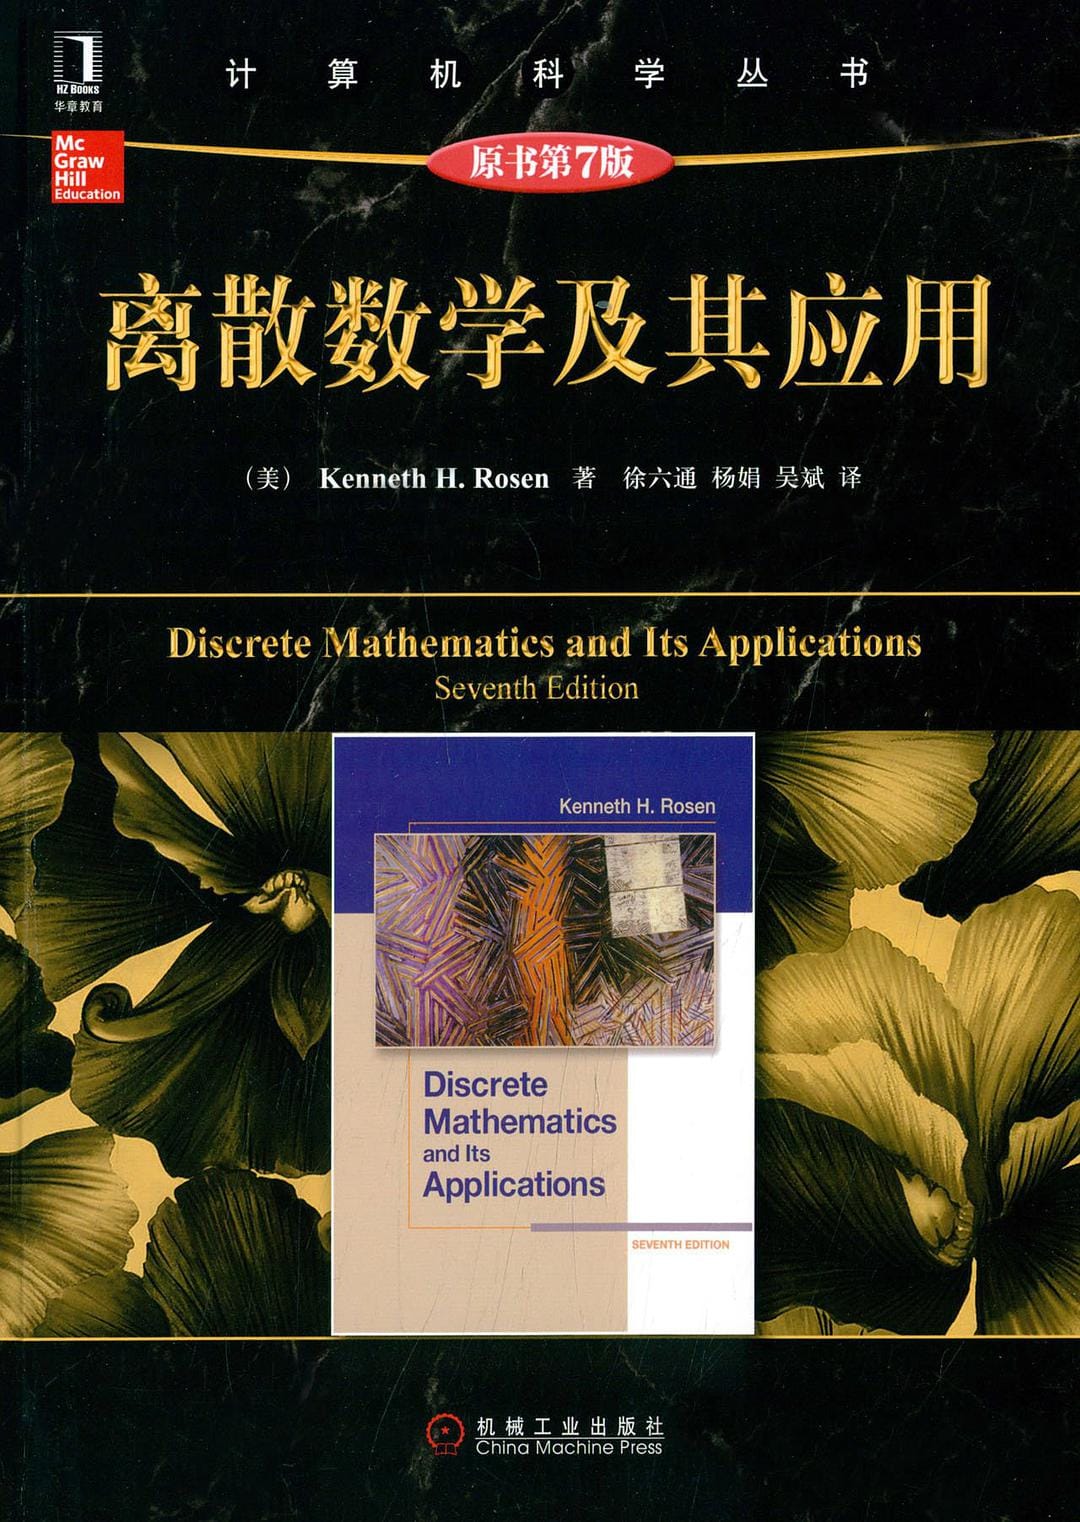 HZ BOOKS
华章教育
计算机科学丛书
Mc
Graw
Hill
Education
原书第7版
离散数学及其应用
（美） Kenneth H. Rosen 著 徐六通 杨娟 吴斌 译
Discrete Mathematics and Its Applications
Seventh Edition
Kenneth H. Rosen
Discrete
Mathematics
and Its
Applications
SEVENTH EDITION
机械工业出版社
China Machine Press